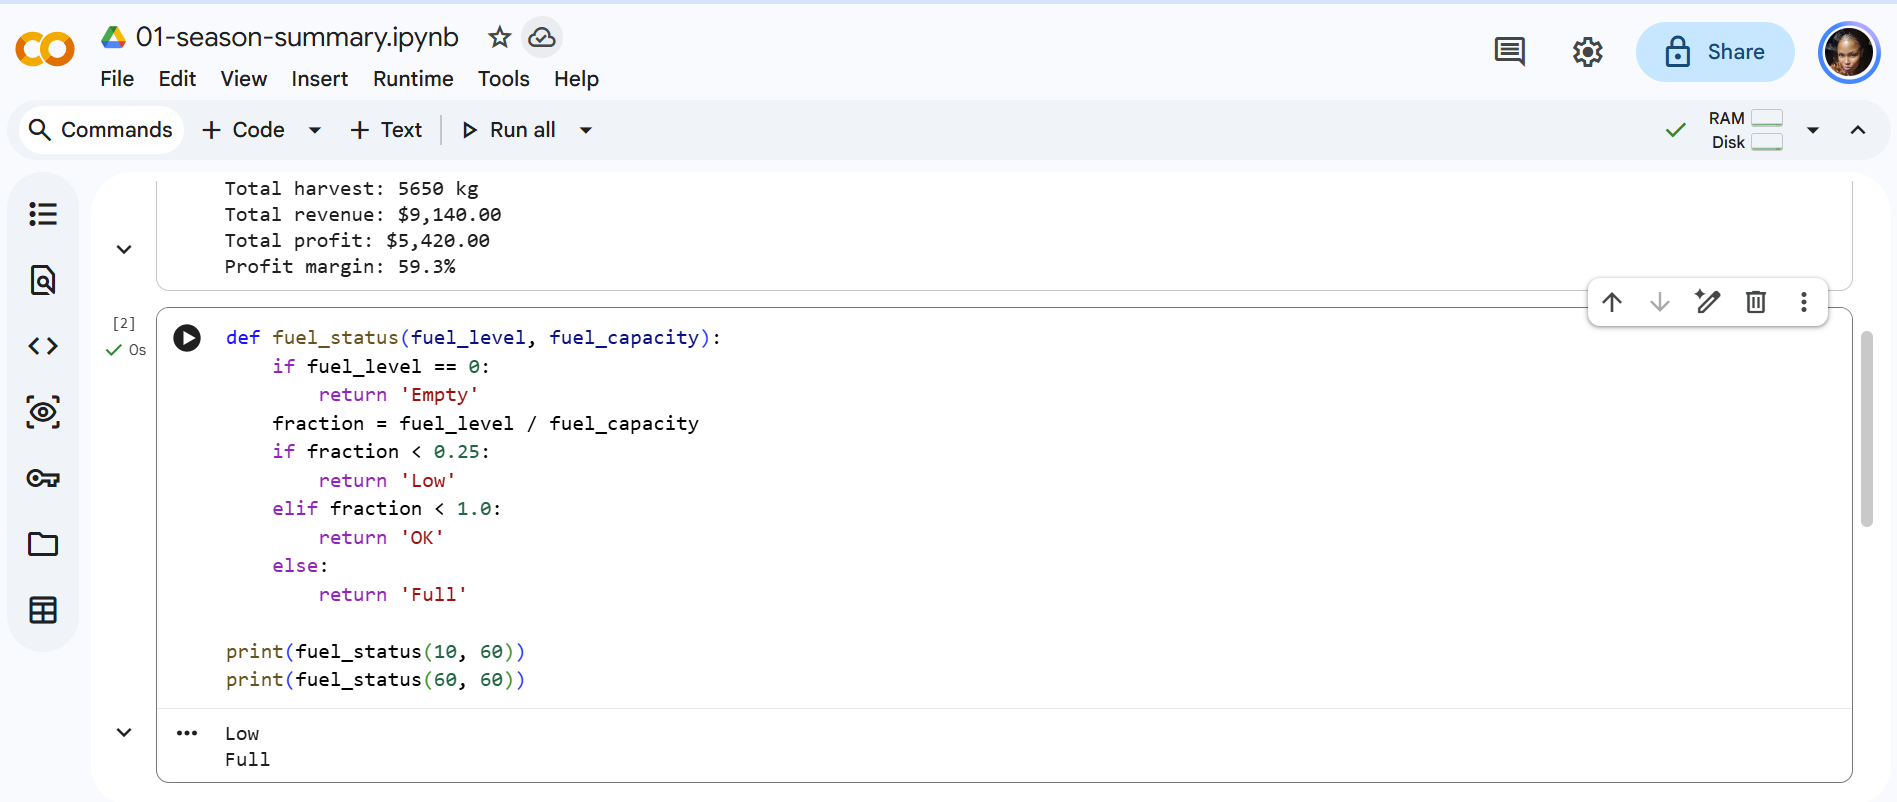 01-season-summary.ipynb
File Edit View Insert Runtime Tools Help
Share
Commands + Code + Text Run all
RAM
Disk
Total harvest: 5650 kg
Total revenue: $9,140.00
Total profit: $5,420.00
Profit margin: 59.3%
[2]
0s
def fuel_status(fuel_level, fuel_capacity):
    if fuel_level == 0:
        return 'Empty'
    fraction = fuel_level / fuel_capacity
    if fraction < 0.25:
        return 'Low'
    elif fraction < 1.0:
        return 'OK'
    else:
        return 'Full'
print(fuel_status(10, 60))
print(fuel_status(60, 60))
Low
Full